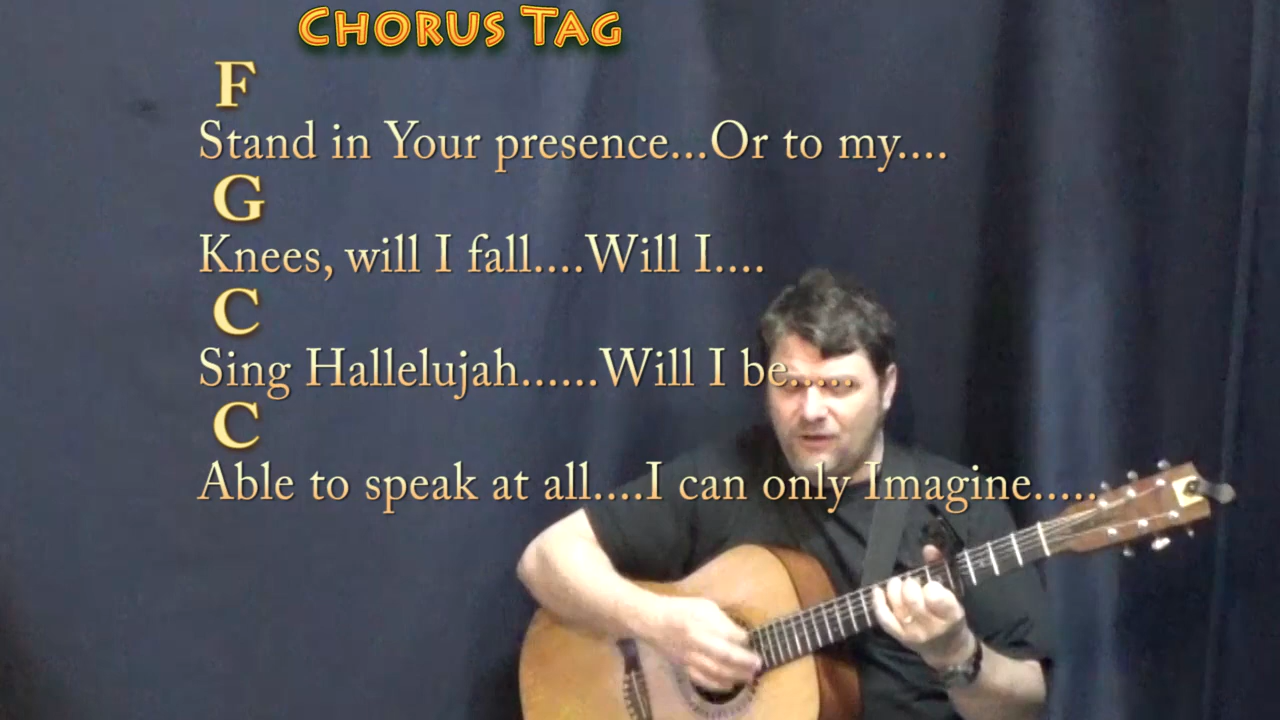 Chorus Tag
F
Stand in Your presence...Or to my....
G
Knees, will I fall....Will I....
C
Sing Hallelujah......Will I be.....
C
Able to speak at all....I can only Imagine.....